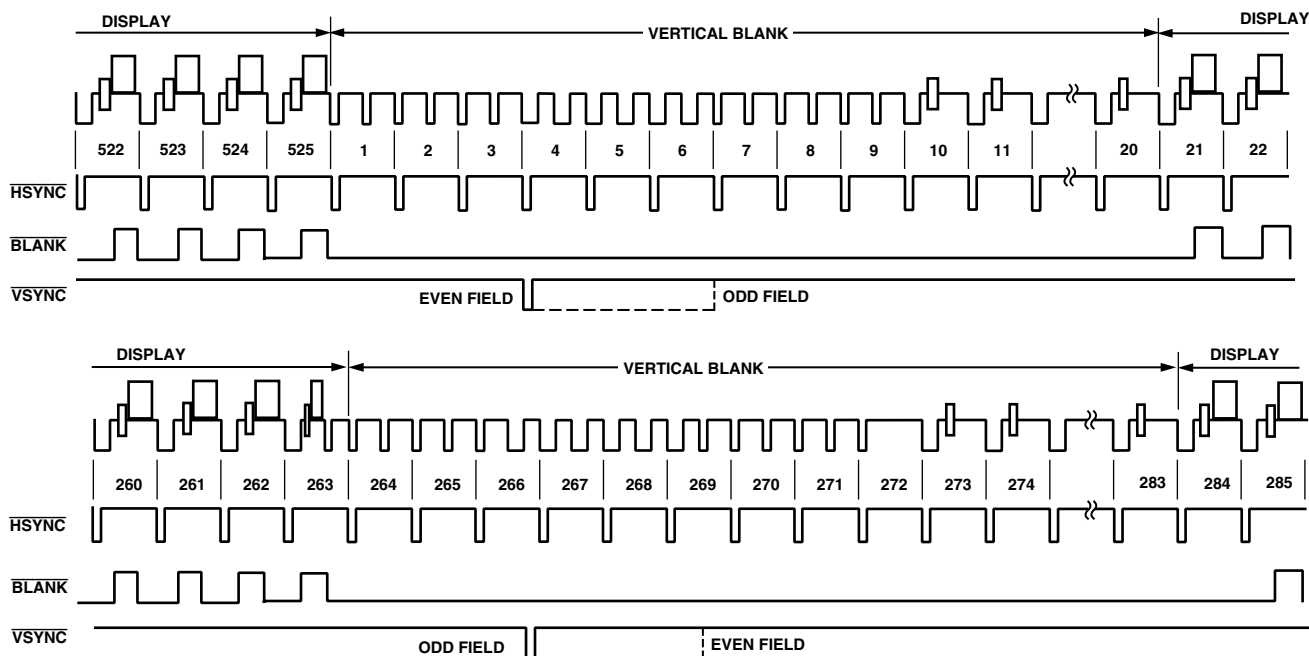 DISPLAY VERTICAL BLANK DISPLAY
522 523 524 525 1 2 3 4 5 6 7 8 9 10 11 20 21 22
HSYNC
BLANK
VSYNC
EVEN FIELD ODD FIELD
DISPLAY VERTICAL BLANK DISPLAY
260 261 262 263 264 265 266 267 268 269 270 271 272 273 274 283 284 285
HSYNC
BLANK
VSYNC
ODD FIELD EVEN FIELD